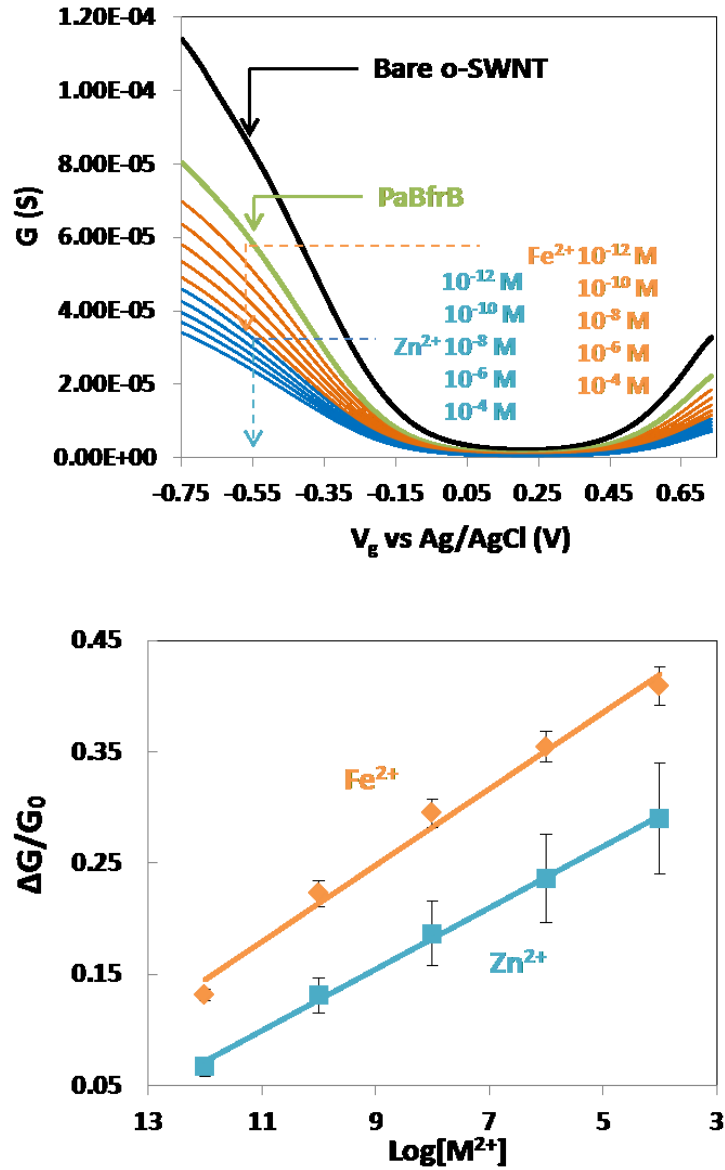 1.20E-04
1.00E-04
8.00E-05
6.00E-05
4.00E-05
2.00E-05
0.00E+00
G (S)
Bare o-SWNT
PaBfrB
Fe²⁺ 10⁻¹² M
10⁻¹⁰ M
10⁻⁸ M
10⁻⁶ M
10⁻⁴ M
10⁻¹² M
10⁻¹⁰ M
Zn²⁺ 10⁻⁸ M
10⁻⁶ M
10⁻⁴ M
-0.75 -0.55 -0.35 -0.15 0.05 0.25 0.45 0.65
Vg vs Ag/AgCl (V)
0.45
0.35
0.25
0.15
0.05
ΔG/G₀
Fe²⁺
Zn²⁺
13 11 9 7 5 3
Log[M²⁺]